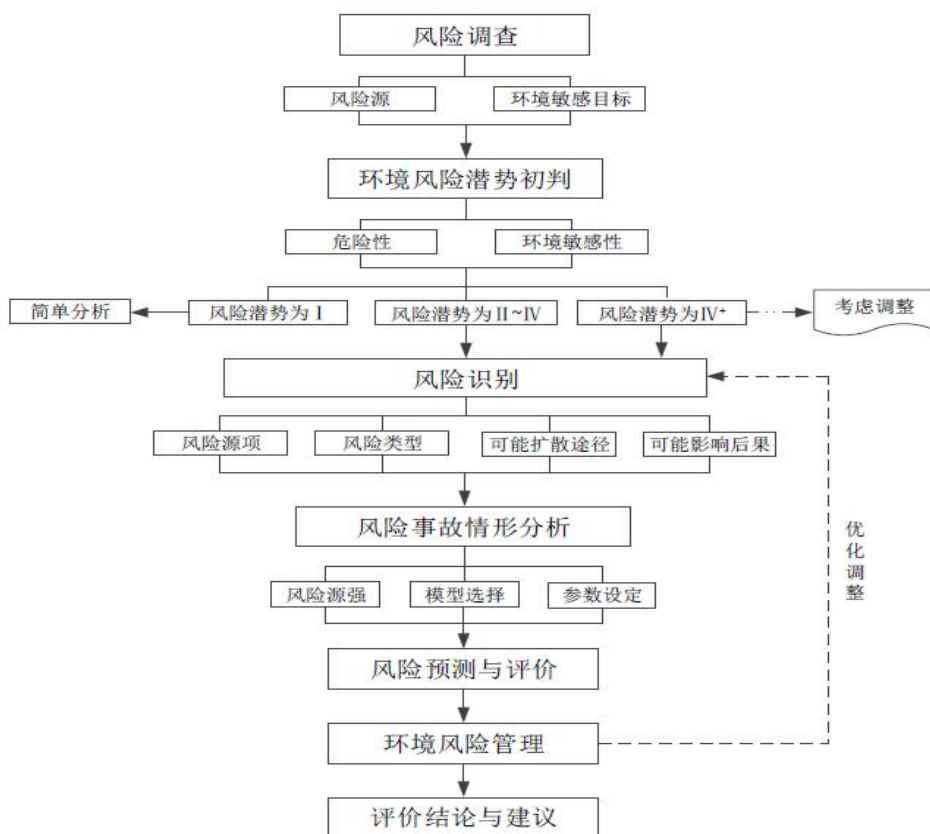 风险调查
风险源
环境敏感目标
环境风险潜势初判
危险性
环境敏感性
简单分析
风险潜势为Ⅰ
风险潜势为Ⅱ~Ⅳ
风险潜势为Ⅳ⁺
考虑调整
风险识别
风险源项
风险类型
可能扩散途径
可能影响后果
风险事故情形分析
优化调整
风险源强
模型选择
参数设定
风险预测与评价
环境风险管理
评价结论与建议